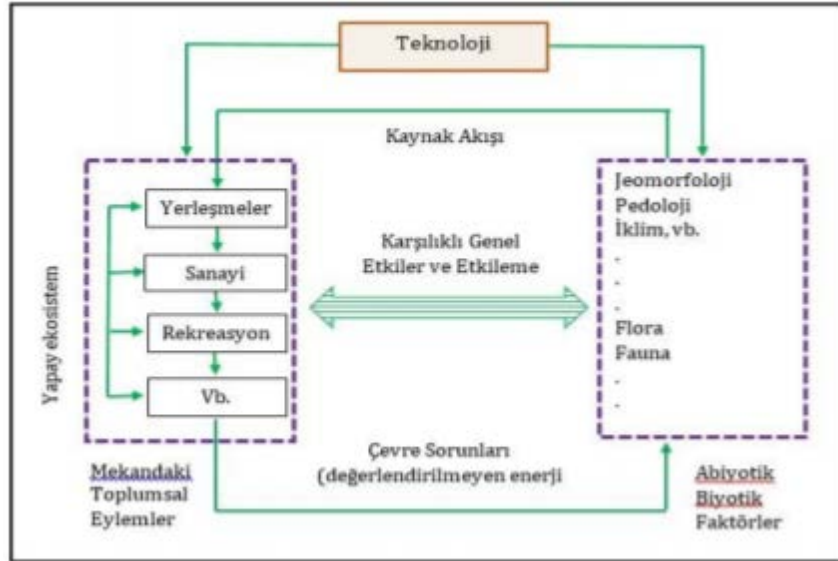 Teknoloji
Kaynak Akışı
Yapay ekosistem
Yerleşmeler
Sanayi
Rekreasyon
Vb.
Karşılıklı Genel
Etkiler ve Etkileme
Jeomorfoloji
Pedoloji
İklim, vb.
.
.
.
Flora
Fauna
.
.
Mekandaki
Toplumsal
Eylemler
Çevre Sorunları
(değerlendirilmeyen enerji
Abiyotik
Biyotik
Faktörler